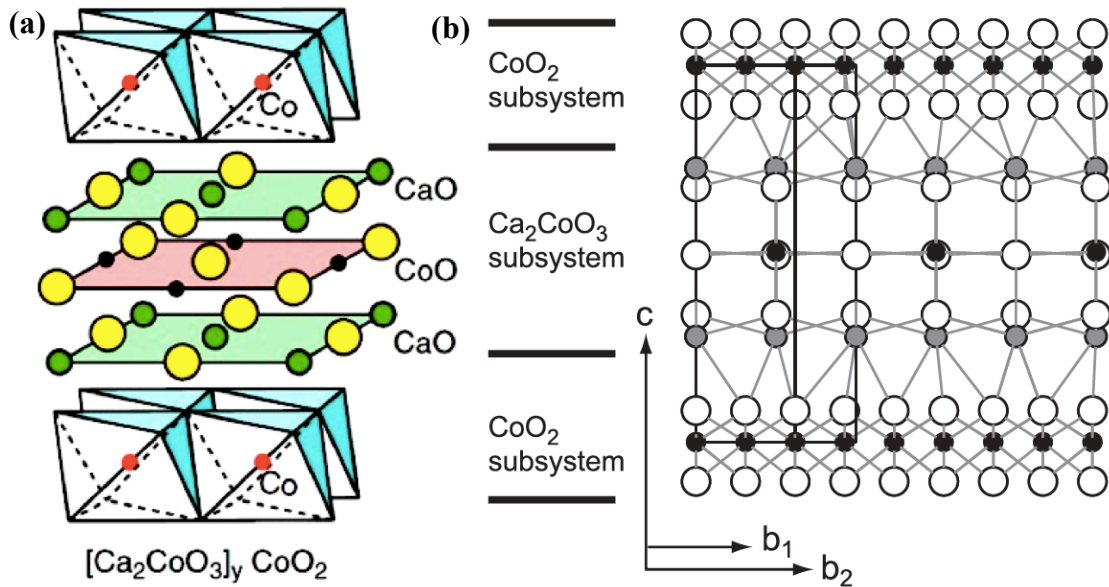 (a)
Co
CaO
CoO
CaO
Co
[Ca₂CoO₃]y CoO₂
(b)
CoO₂
subsystem
Ca₂CoO₃
subsystem
c
CoO₂
subsystem
b₁
b₂